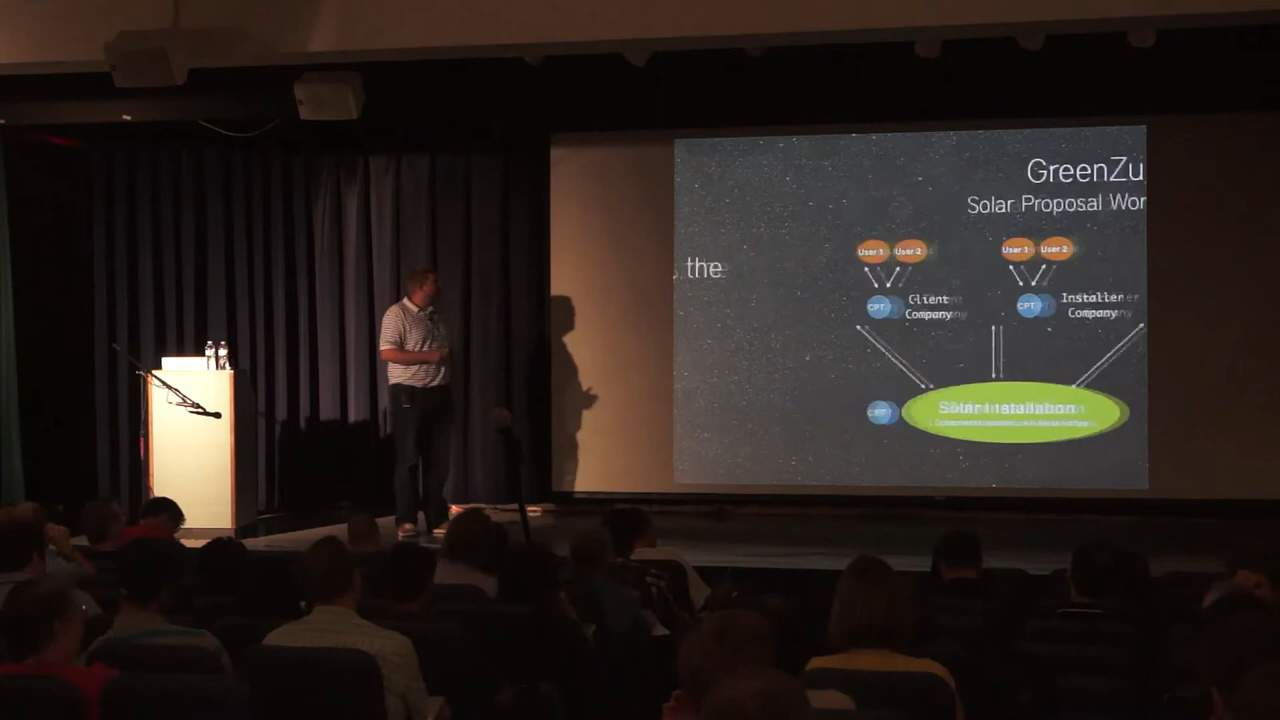 GreenZu
Solar Proposal Wor
the
User 1 User 2
User 1 User 2
CPT Client
Company
CPT Installer
Company
CPT Solar Installation